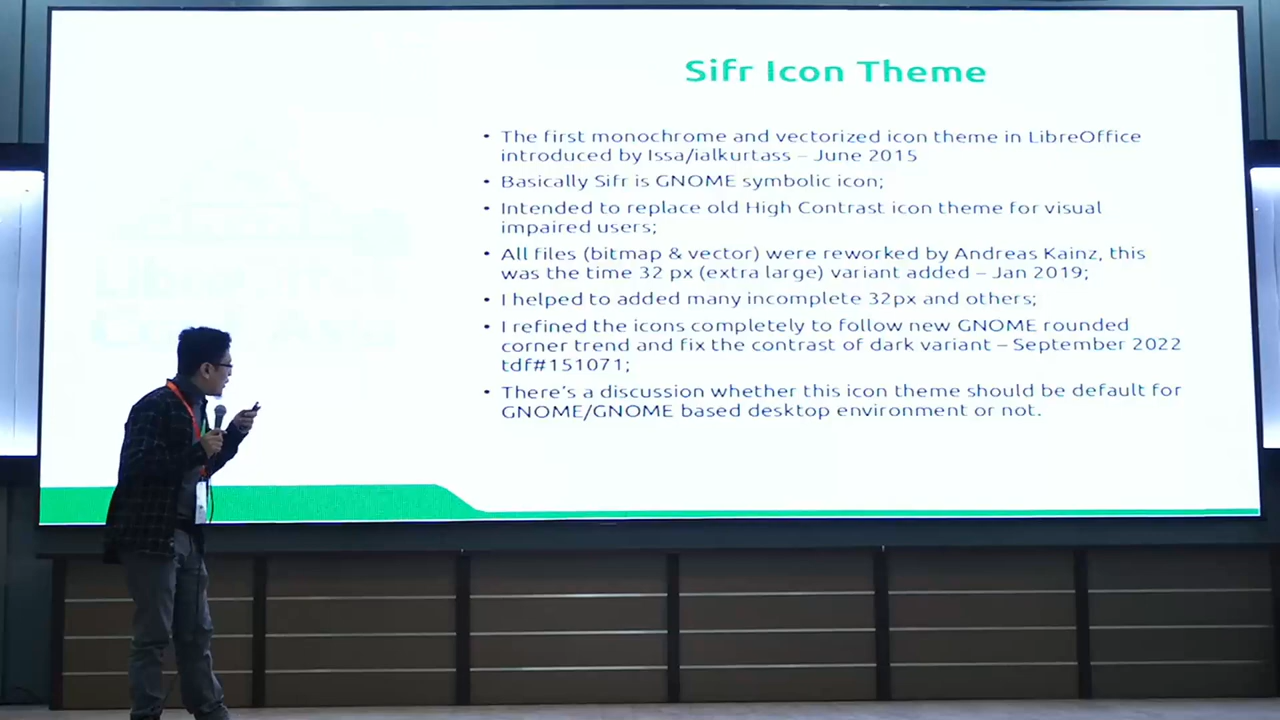 Sifr Icon Theme
• The first monochrome and vectorized icon theme in LibreOffice
introduced by Issa/ialkurtass – June 2015
• Basically Sifr is GNOME symbolic icon;
• Intended to replace old High Contrast icon theme for visual
impaired users;
• All files (bitmap & vector) were reworked by Andreas Kainz, this
was the time 32 px (extra large) variant added – Jan 2019;
• I helped to added many incomplete 32px and others;
• I refined the icons completely to follow new GNOME rounded
corner trend and fix the contrast of dark variant – September 2022
tdf#151071;
• There's a discussion whether this icon theme should be default for
GNOME/GNOME based desktop environment or not.